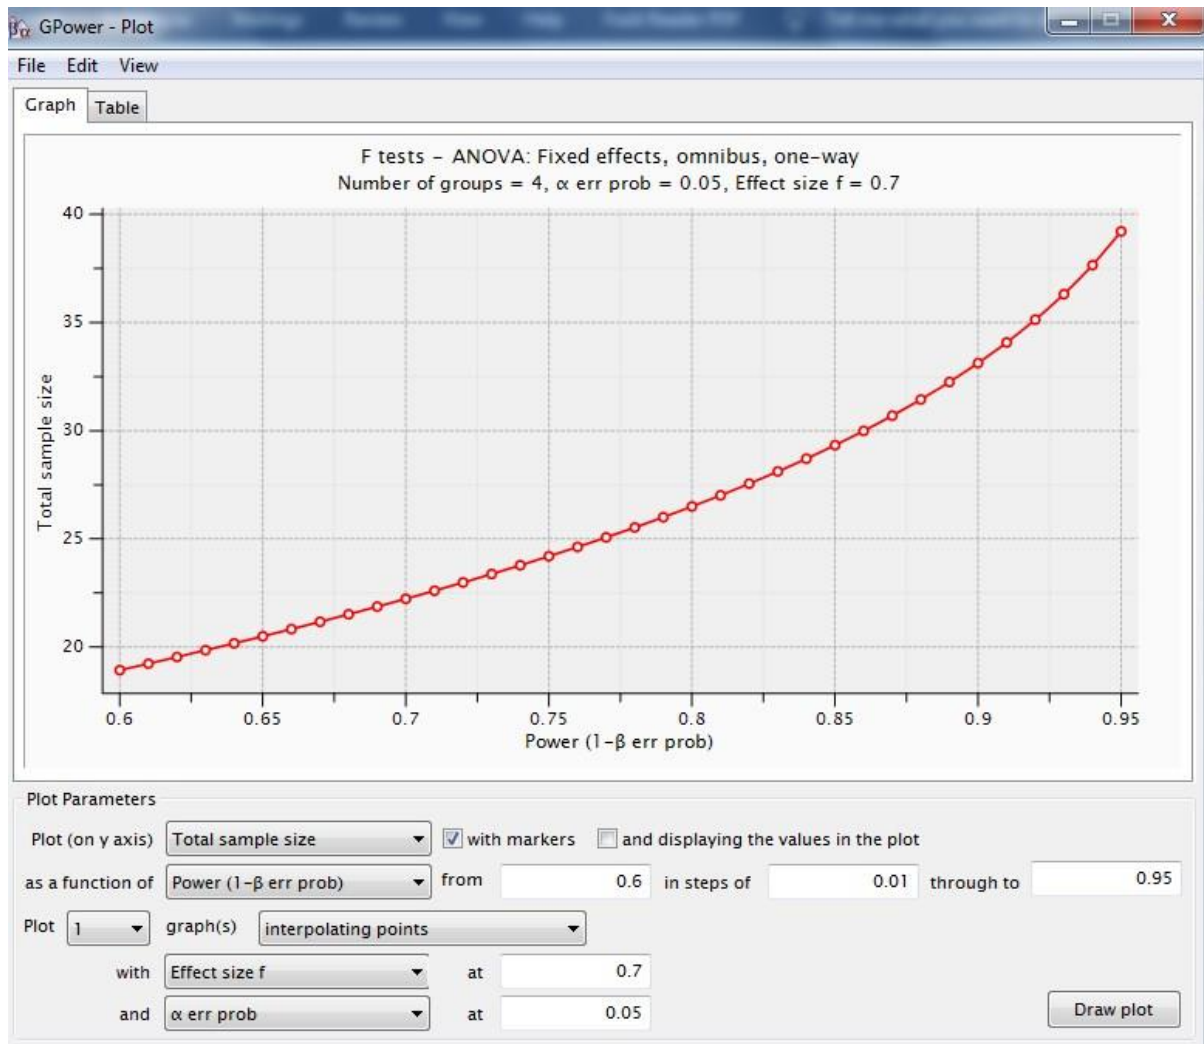 GPower - Plot
File Edit View
Graph Table
F tests - ANOVA: Fixed effects, omnibus, one-way
Number of groups = 4, α err prob = 0.05, Effect size f = 0.7
40
35
30
25
20
Total sample size
0.6 0.65 0.7 0.75 0.8 0.85 0.9 0.95
Power (1-β err prob)
Plot Parameters
Plot (on y axis) Total sample size with markers and displaying the values in the plot
as a function of Power (1-β err prob) from 0.6 in steps of 0.01 through to 0.95
Plot 1 graph(s) interpolating points
with Effect size f at 0.7
and α err prob at 0.05
Draw plot